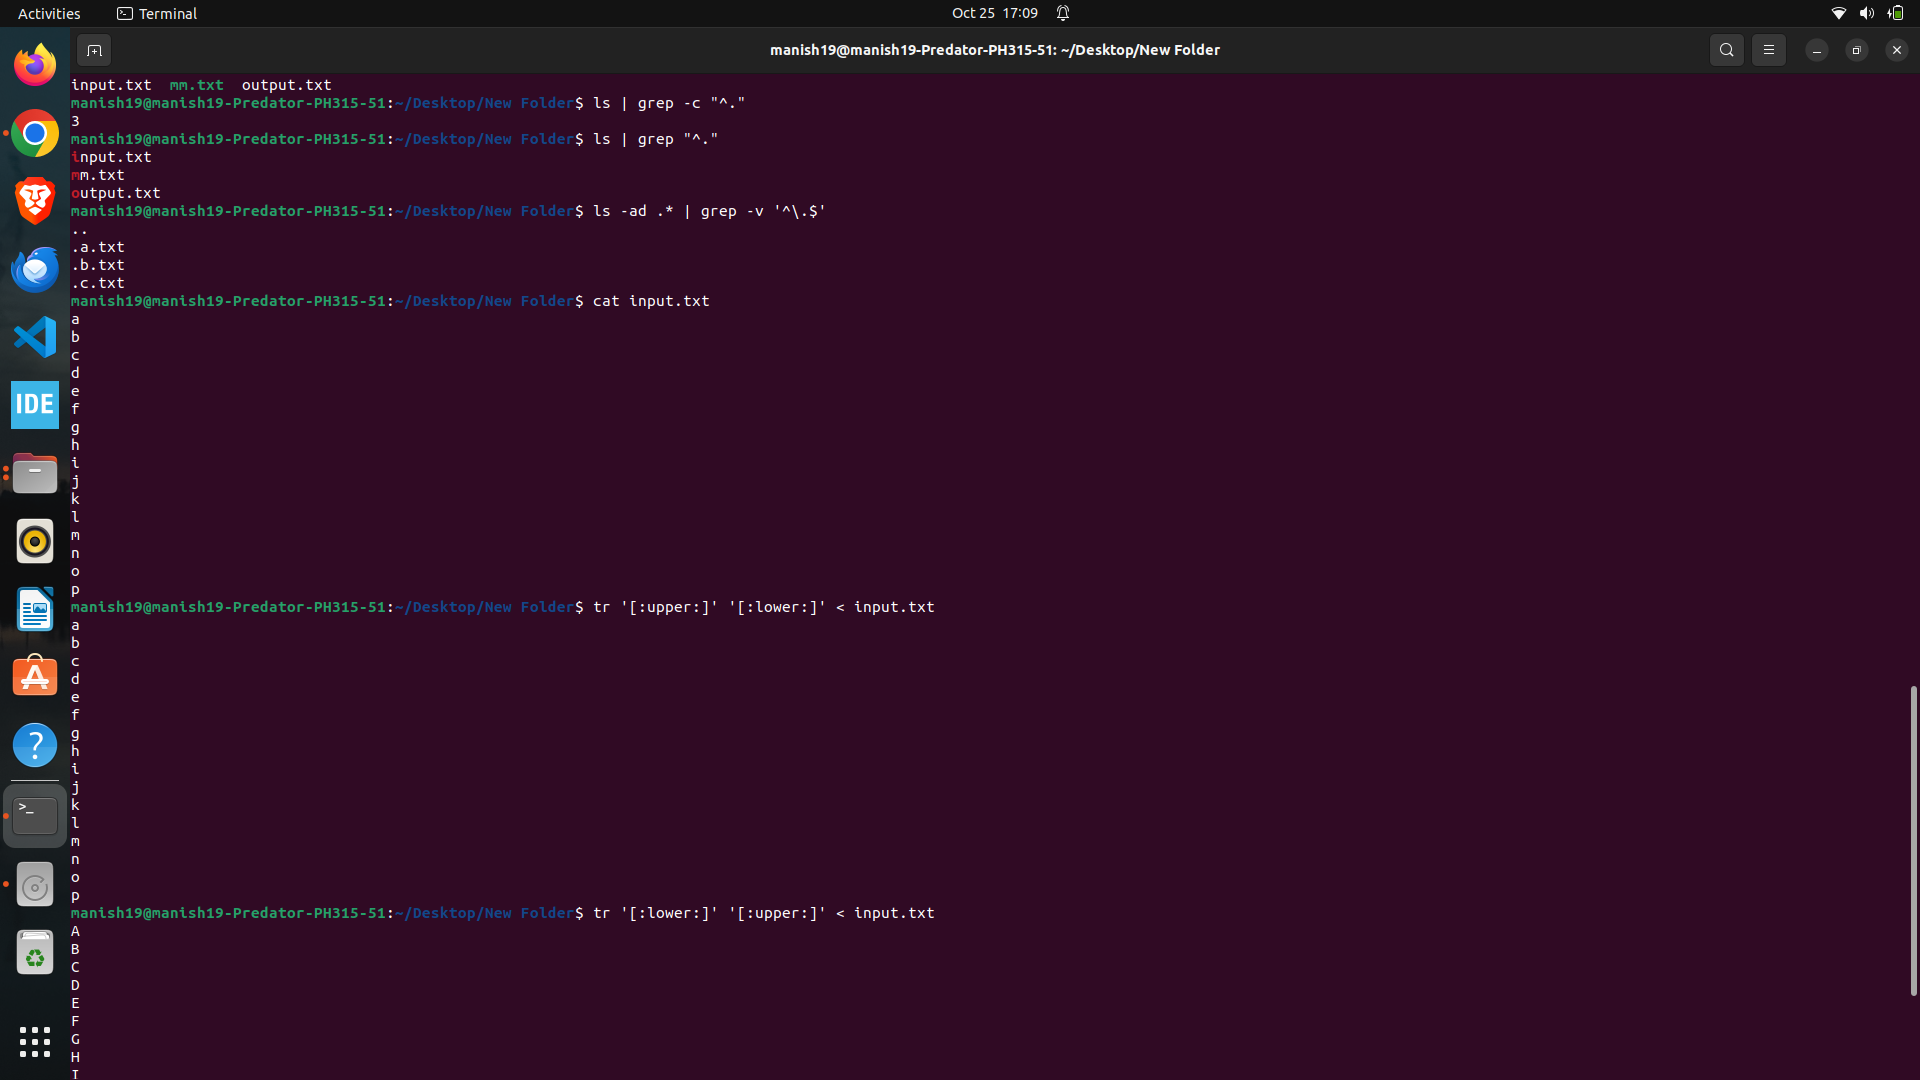 Activities
Terminal
Oct 25 17:09
manish19@manish19-Predator-PH315-51: ~/Desktop/New Folder
IDE
input.txt  mm.txt  output.txt
manish19@manish19-Predator-PH315-51:~/Desktop/New Folder$ ls | grep -c "^."
3
manish19@manish19-Predator-PH315-51:~/Desktop/New Folder$ ls | grep "^."
input.txt
mm.txt
output.txt
manish19@manish19-Predator-PH315-51:~/Desktop/New Folder$ ls -ad .* | grep -v '^\.$'
..
.a.txt
.b.txt
.c.txt
manish19@manish19-Predator-PH315-51:~/Desktop/New Folder$ cat input.txt
a
b
c
d
e
f
g
h
i
j
k
l
m
n
o
p
manish19@manish19-Predator-PH315-51:~/Desktop/New Folder$ tr '[:upper:]' '[:lower:]' < input.txt
a
b
c
d
e
f
g
h
i
j
k
l
m
n
o
p
manish19@manish19-Predator-PH315-51:~/Desktop/New Folder$ tr '[:lower:]' '[:upper:]' < input.txt
A
B
C
D
E
F
G
H
I